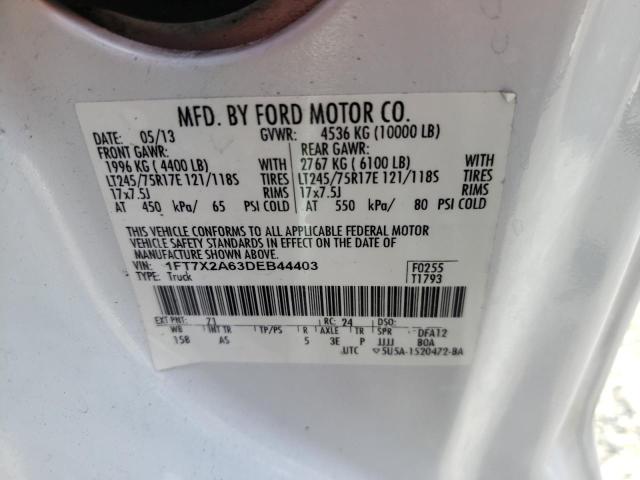 MFD. BY FORD MOTOR CO.
DATE: 05/13 GVWR: 4536 KG (10000 LB)
FRONT GAWR: REAR GAWR:
1996 KG (4400 LB) WITH 2767 KG (6100 LB) WITH
LT245/75R17E 121/118S TIRES LT245/75R17E 121/118S TIRES
17x7.5J RIMS 17x7.5J RIMS
AT 450 kPa/ 65 PSI COLD AT 550 kPa/ 80 PSI COLD
THIS VEHICLE CONFORMS TO ALL APPLICABLE FEDERAL MOTOR
VEHICLE SAFETY STANDARDS IN EFFECT ON THE DATE OF
MANUFACTURE SHOWN ABOVE.
VIN: 1FT7X2A63DEB44403 F0255
TYPE: Truck T1793
EXT PNT: Z1 RC: 24 DSO:
WB INT TR TP/PS R AXLE TR SPR DFA12
158 AS 5 3E P JJJJ BOA
UTC 5U5A-1520472-BA